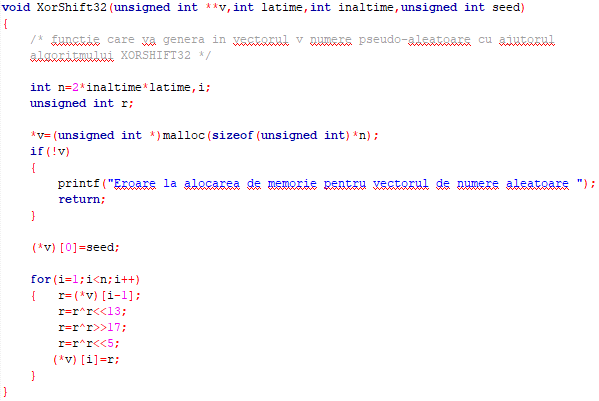 void XorShift32(unsigned int **v,int latime,int inaltime,unsigned int seed)
{
/* functie care va genera in vectorul v numere pseudo-aleatoare cu ajutorul
algoritmului XORSHIFT32 */
int n=2*inaltime*latime,i;
unsigned int r;
*v=(unsigned int *)malloc(sizeof(unsigned int)*n);
if(!v)
{
printf("Eroare la alocarea de memorie pentru vectorul de numere aleatoare ");
return;
}
(*v)[0]=seed;
for(i=1;i<n;i++)
{ r=(*v)[i-1];
r=r^r<<13;
r=r^r>>17;
r=r^r<<5;
(*v)[i]=r;
}
}